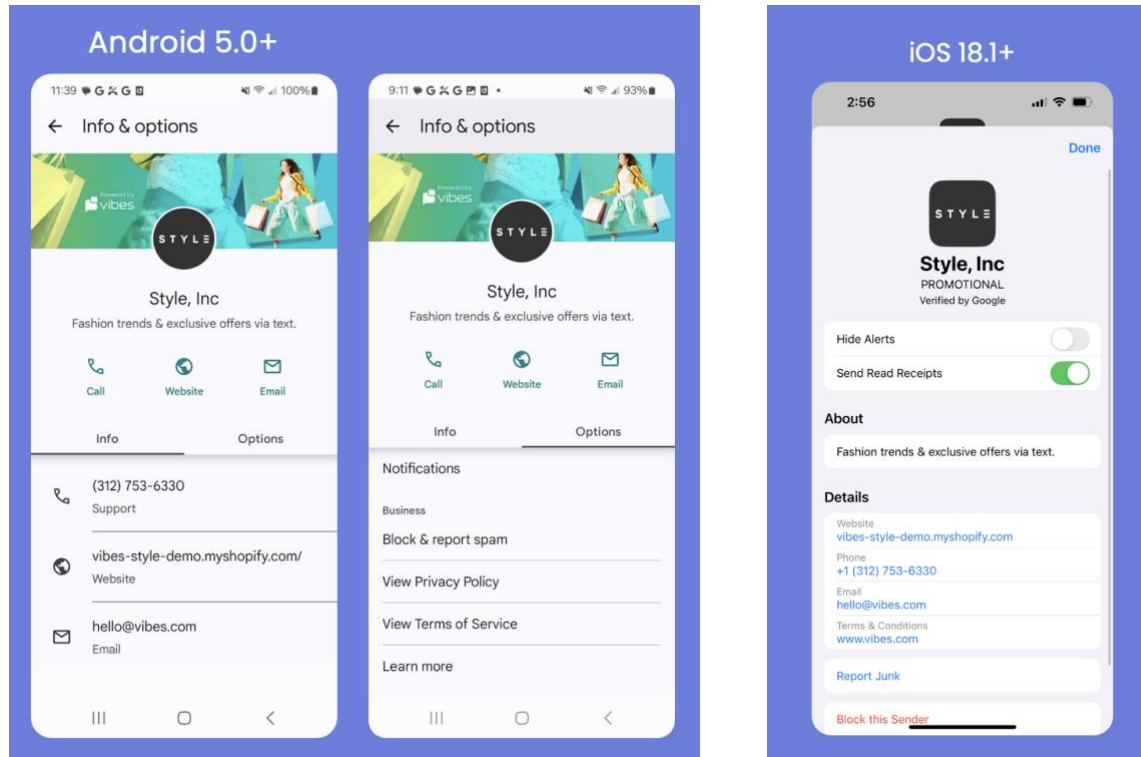 Android 5.0+
11:39
100%
Info & options
Powered by
vibes
STYLE
Style, Inc
Fashion trends & exclusive offers via text.
Call Website Email
Info Options
(312) 753-6330
Support
vibes-style-demo.myshopify.com/
Website
hello@vibes.com
Email
9:11
93%
Info & options
Powered by
vibes
STYLE
Style, Inc
Fashion trends & exclusive offers via text.
Call Website Email
Info Options
Notifications
Business
Block & report spam
View Privacy Policy
View Terms of Service
Learn more
iOS 18.1+
2:56
Done
STYLE
Style, Inc
PROMOTIONAL
Verified by Google
Hide Alerts
Send Read Receipts
About
Fashion trends & exclusive offers via text.
Details
Website
vibes-style-demo.myshopify.com
Phone
+1 (312) 753-6330
Email
hello@vibes.com
Terms & Conditions
www.vibes.com
Report Junk
Block this Sender